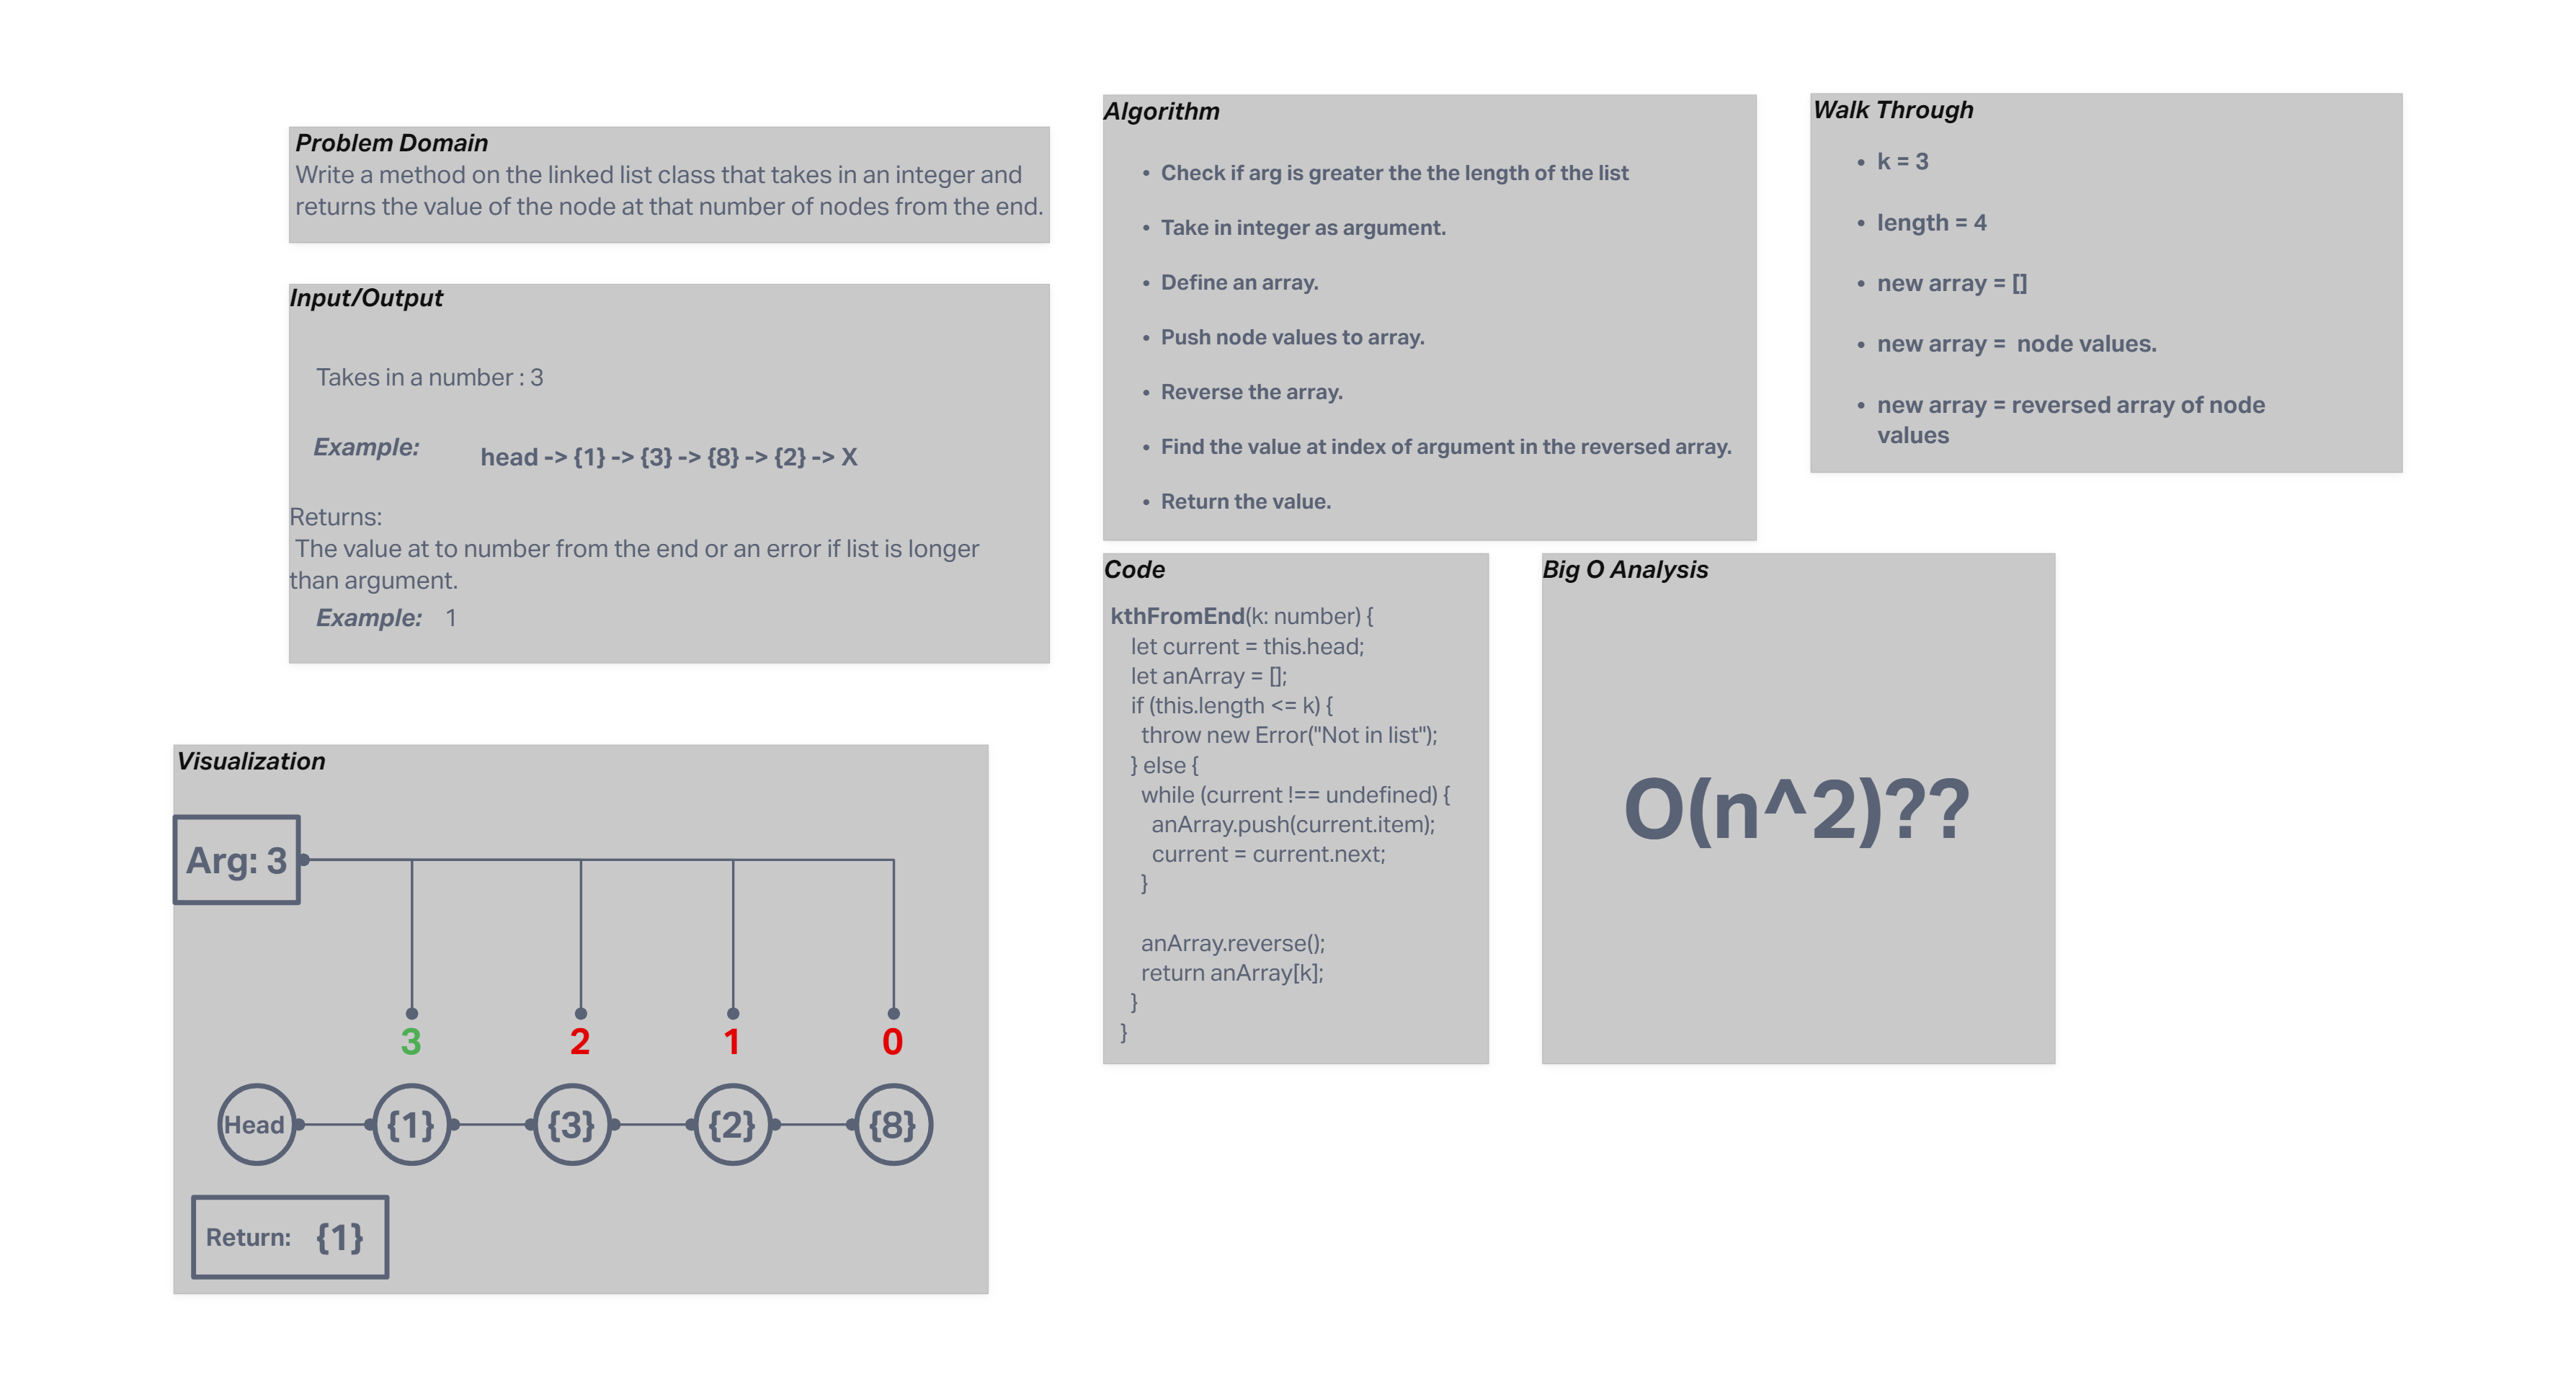 Problem Domain
Write a method on the linked list class that takes in an integer and
returns the value of the node at that number of nodes from the end.
Input/Output
Takes in a number : 3
Example: head -> {1} -> {3} -> {8} -> {2} -> X
Returns:
The value at to number from the end or an error if list is longer
than argument.
Example: 1
Visualization
Arg: 3
3 2 1 0
Head {1} {3} {2} {8}
Return: {1}
Algorithm
• Check if arg is greater the the length of the list
• Take in integer as argument.
• Define an array.
• Push node values to array.
• Reverse the array.
• Find the value at index of argument in the reversed array.
• Return the value.
Code
kthFromEnd(k: number) {
let current = this.head;
let anArray = [];
if (this.length <= k) {
throw new Error("Not in list");
} else {
while (current !== undefined) {
anArray.push(current.item);
current = current.next;
}
anArray.reverse();
return anArray[k];
}
}
Walk Through
• k = 3
• length = 4
• new array = []
• new array =  node values.
• new array = reversed array of node
values
Big O Analysis
O(n^2)??